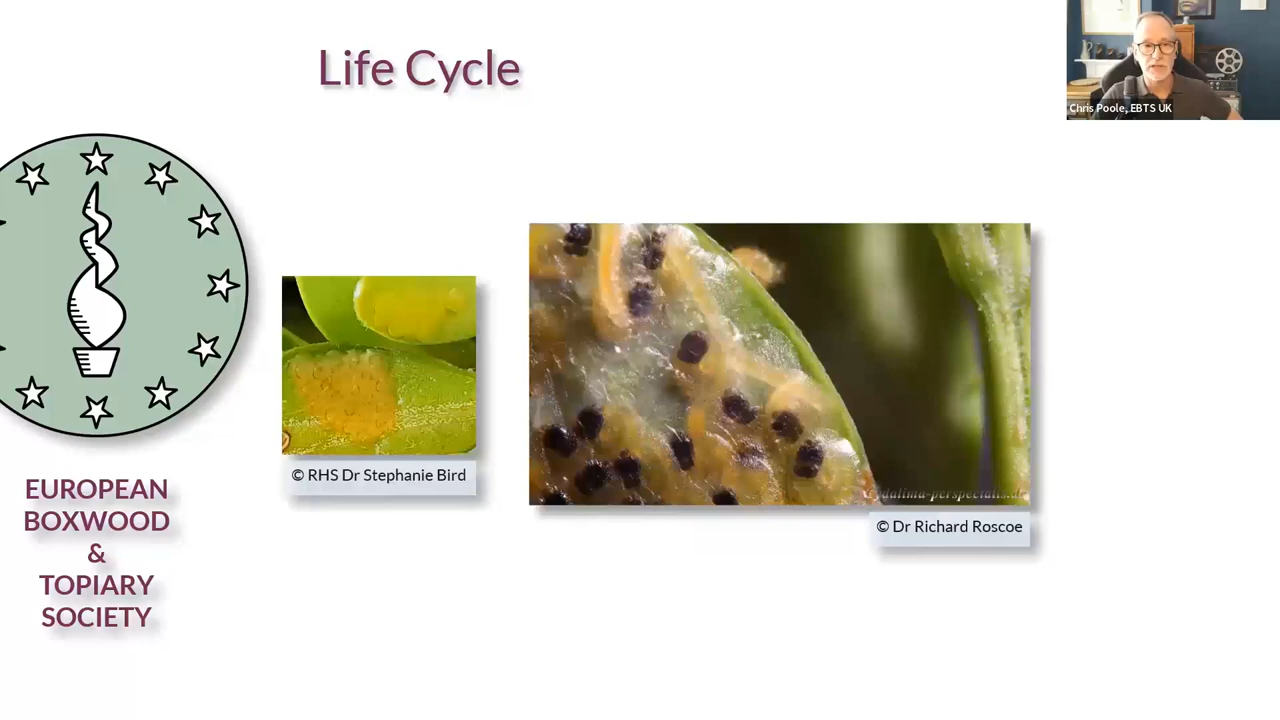 Life Cycle
Chris Poole, EBTS UK
© RHS Dr Stephanie Bird
© Dr Richard Roscoe
EUROPEAN
BOXWOOD
&
TOPIARY
SOCIETY